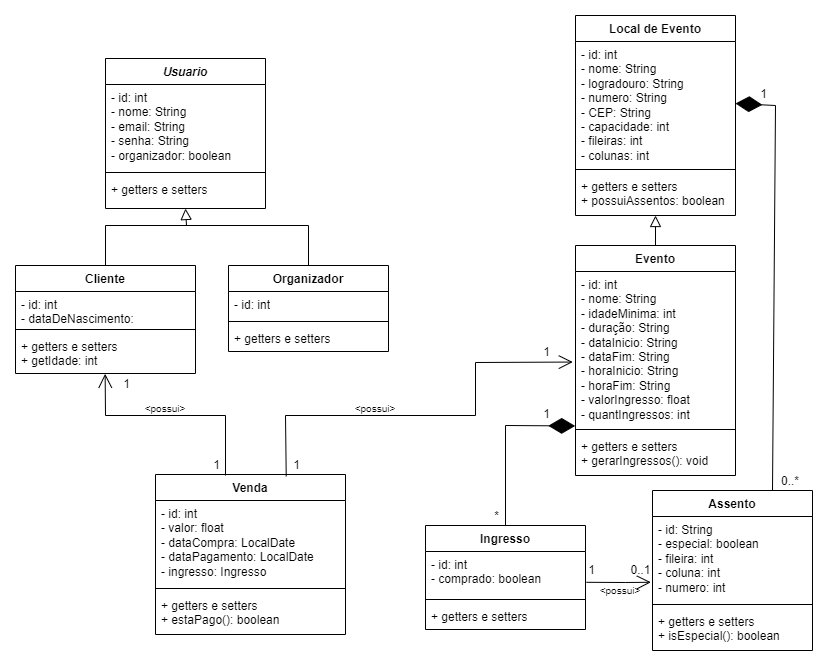 Usuario
- id: int
- nome: String
- email: String
- senha: String
- organizador: boolean
+ getters e setters
Local de Evento
- id: int
- nome: String
- logradouro: String
- numero: String
- CEP: String
- capacidade: int
- fileiras: int
- colunas: int
+ getters e setters
+ possuiAssentos: boolean
1
Cliente
- id: int
- dataDeNascimento:
+ getters e setters
+ getIdade: int
1
Organizador
- id: int
+ getters e setters
Evento
- id: int
- nome: String
- idadeMinima: int
- duração: String
- dataInicio: String
- dataFim: String
- horaInicio: String
- horaFim: String
- valorIngresso: float
- quantIngressos: int
+ getters e setters
+ gerarIngressos(): void
1
1
<possui>
<possui>
1
1
*
0..*
Venda
- id: int
- valor: float
- dataCompra: LocalDate
- dataPagamento: LocalDate
- ingresso: Ingresso
+ getters e setters
+ estaPago(): boolean
Ingresso
- id: int
- comprado: boolean
+ getters e setters
1
0..1
<possui>
Assento
- id: String
- especial: boolean
- fileira: int
- coluna: int
- numero: int
+ getters e setters
+ isEspecial(): boolean